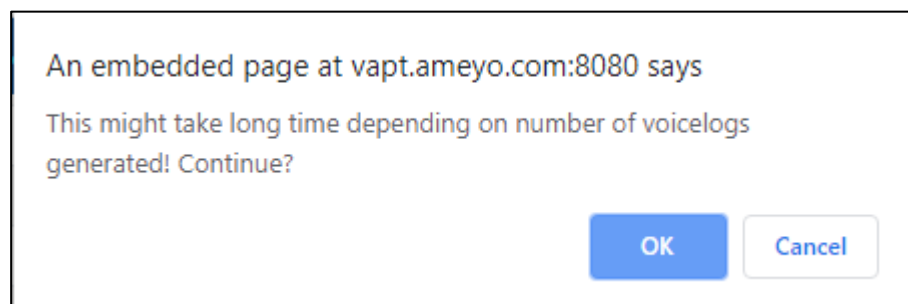 An embedded page at vapt.ameyo.com:8080 says
This might take long time depending on number of voicelogs
generated! Continue?
OK
Cancel